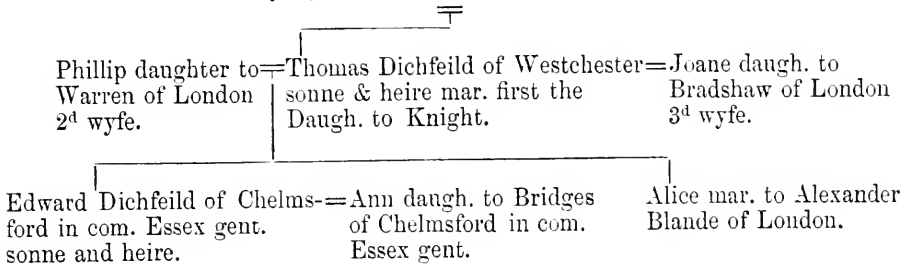 Phillip daughter to=Thomas Dichfeild of Westchester=Joane daugh. to
Warren of London sonne & heire mar. first the Bradshaw of London
2d wyfe. Daugh. to Knight. 3d wyfe.
Edward Dichfeild of Chelms-=Ann daugh. to Bridges Alice mar. to Alexander
ford in com. Essex gent. of Chelmsford in com. Blande of London.
sonne and heire. Essex gent.